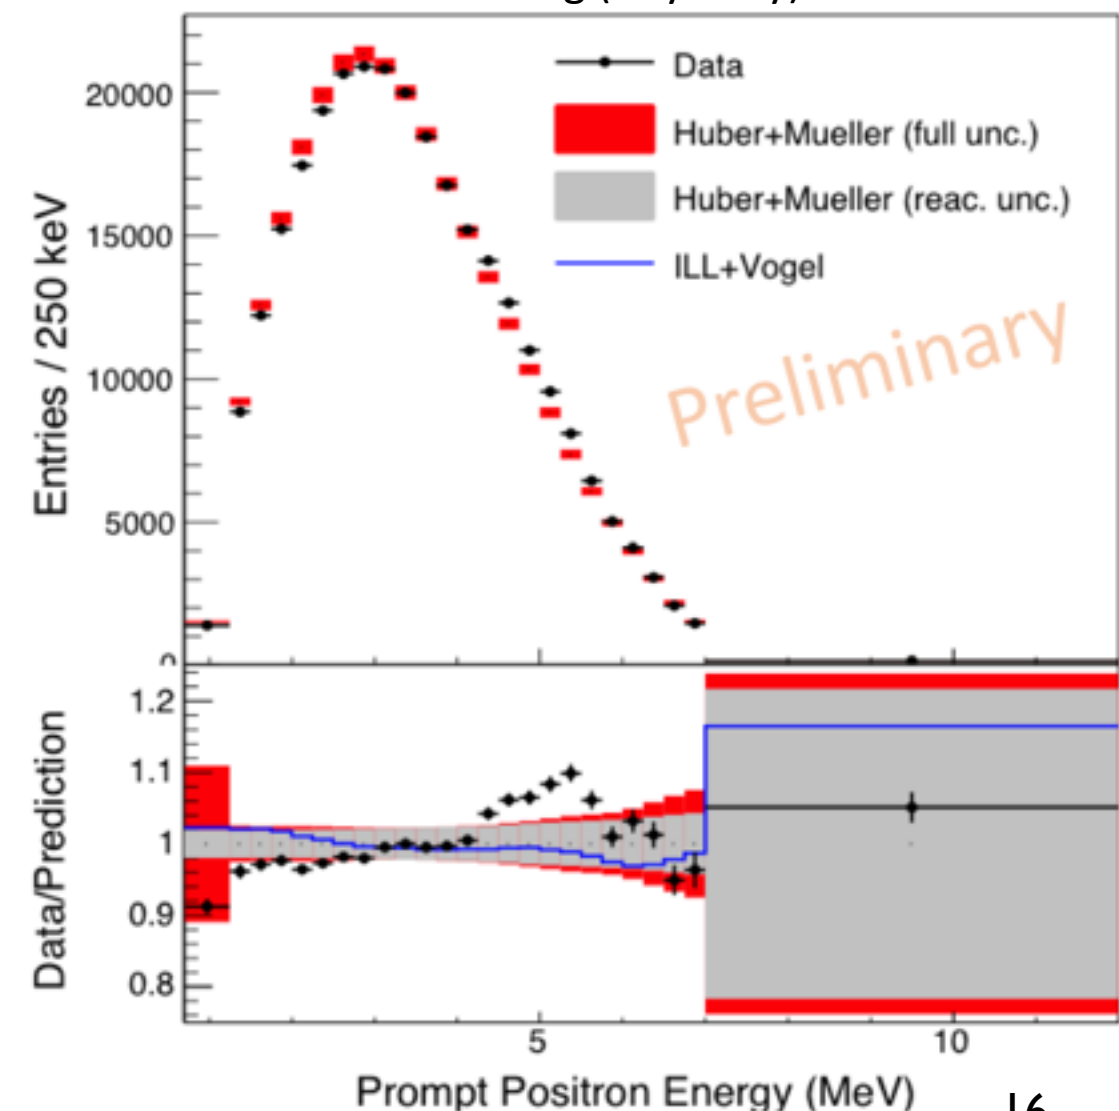 20000
15000
10000
5000
0
Entries / 250 keV
Data
Huber+Mueller (full unc.)
Huber+Mueller (reac. unc.)
ILL+Vogel
Preliminary
1.2
1.1
1
0.9
0.8
Data/Prediction
5
10
Prompt Positron Energy (MeV)
16